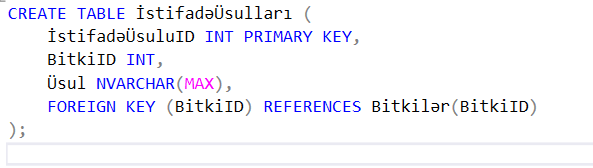 CREATE TABLE İstifadəÜsulları (
    İstifadəÜsuluID INT PRIMARY KEY,
    BitkiID INT,
    Üsul NVARCHAR(MAX),
    FOREIGN KEY (BitkiID) REFERENCES Bitkilər(BitkiID)
);